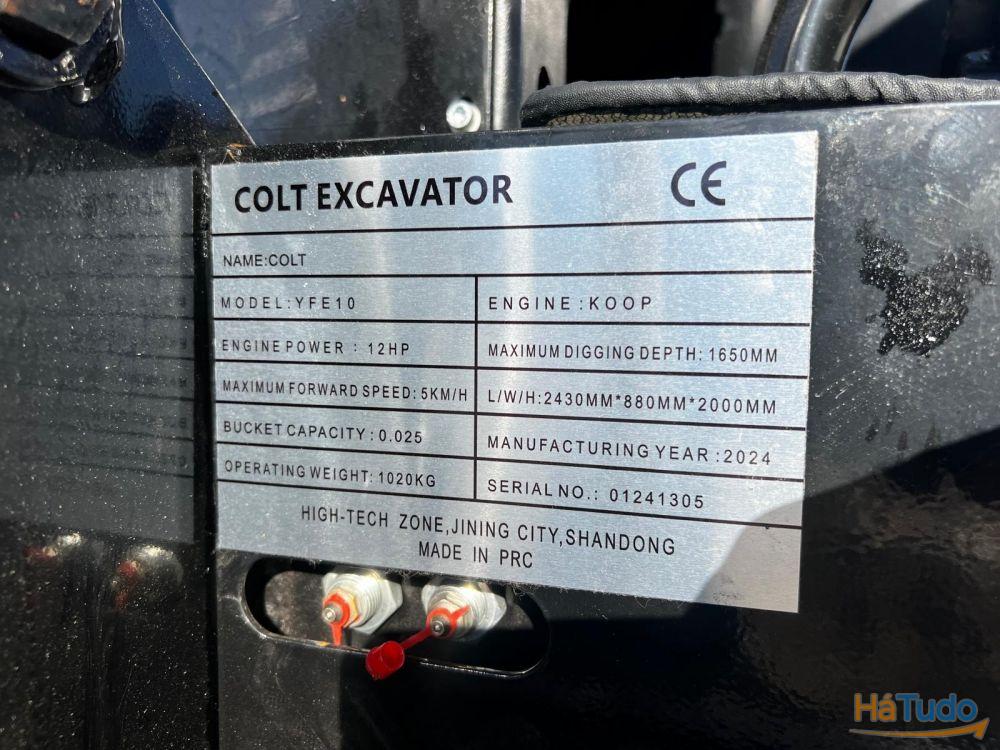 COLT EXCAVATOR CE
NAME:COLT
MODEL:YFE10 ENGINE:KOOP
ENGINE POWER : 12HP MAXIMUM DIGGING DEPTH: 1650MM
MAXIMUM FORWARD SPEED: 5KM/H L/W/H:2430MM*880MM*2000MM
BUCKET CAPACITY:0.025 MANUFACTURING YEAR:2024
OPERATING WEIGHT:1020KG SERIAL NO.: 01241305
HIGH-TECH ZONE,JINING CITY,SHANDONG
MADE IN PRC
HáTudo